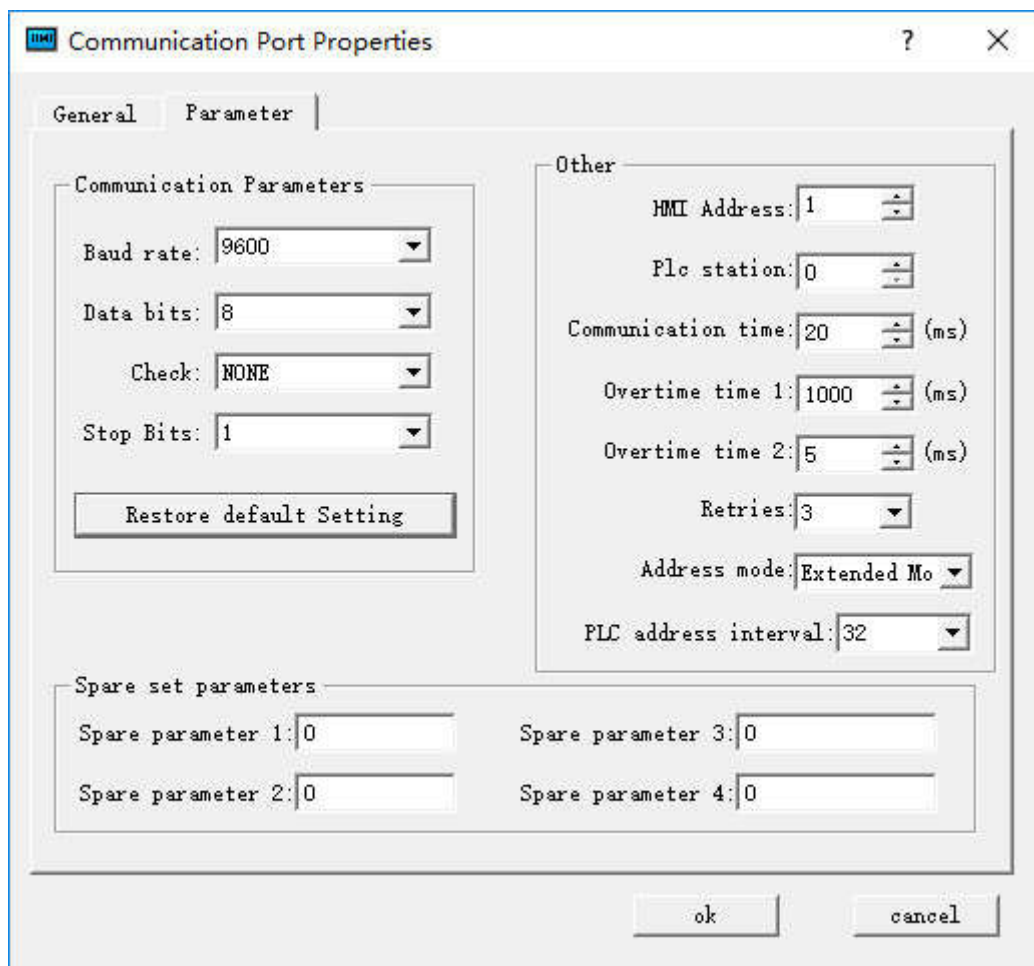 HMI Communication Port Properties ? ×
General Parameter
Communication Parameters
Baud rate: 9600
Data bits: 8
Check: NONE
Stop Bits: 1
Restore default Setting
Other
HMI Address: 1
Plc station: 0
Communication time: 20 (ms)
Overtime time 1: 1000 (ms)
Overtime time 2: 5 (ms)
Retries: 3
Address mode: Extended Mo
PLC address interval: 32
Spare set parameters
Spare parameter 1: 0 Spare parameter 3: 0
Spare parameter 2: 0 Spare parameter 4: 0
ok cancel